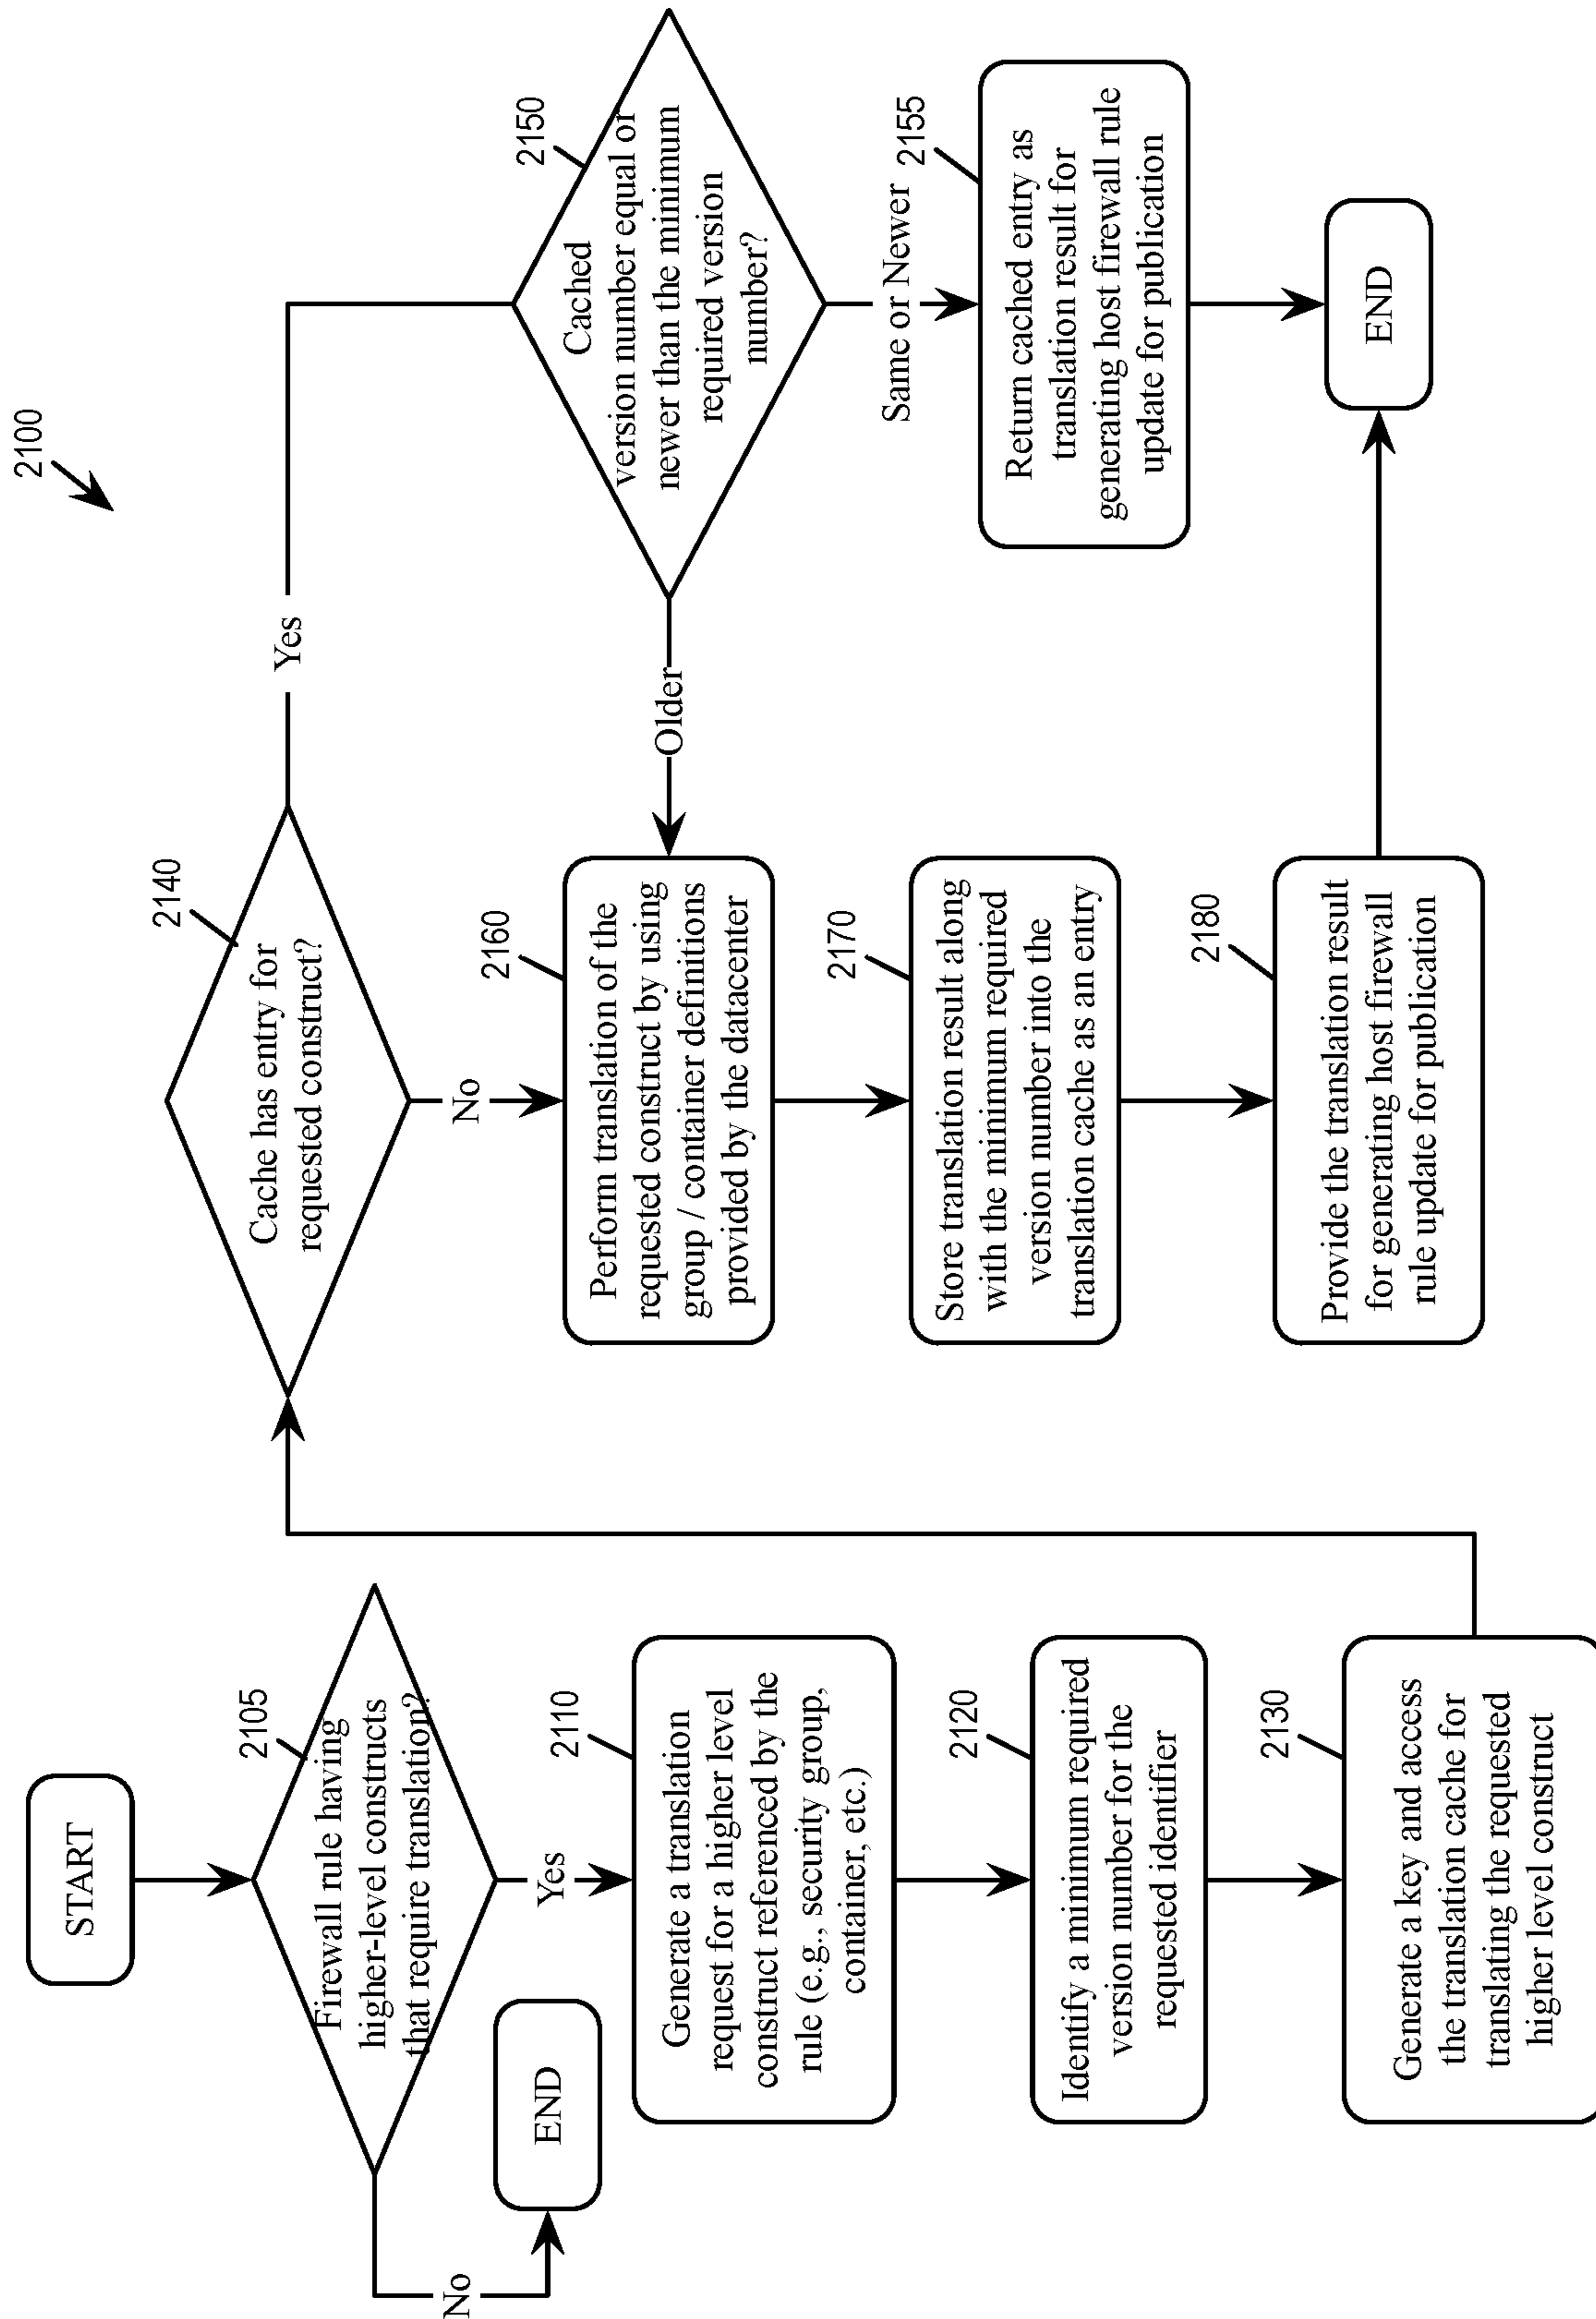 2100
START
2105
Firewall rule having
higher-level constructs
that require translation?
No
END
Yes
2110
Generate a translation
request for a higher level
construct referenced by the
rule (e.g., security group,
container, etc.)
2120
Identify a minimum required
version number for the
requested identifier
2130
Generate a key and access
the translation cache for
translating the requested
higher level construct
2140
Cache has entry for
requested construct?
Yes
No
2150
Cached
version number equal or
newer than the minimum
required version
number?
Older
Same or Newer
2155
Return cached entry as
translation result for
generating host firewall rule
update for publication
2160
Perform translation of the
requested construct by using
group / container definitions
provided by the datacenter
2170
Store translation result along
with the minimum required
version number into the
translation cache as an entry
2180
Provide the translation result
for generating host firewall
rule update for publication
END